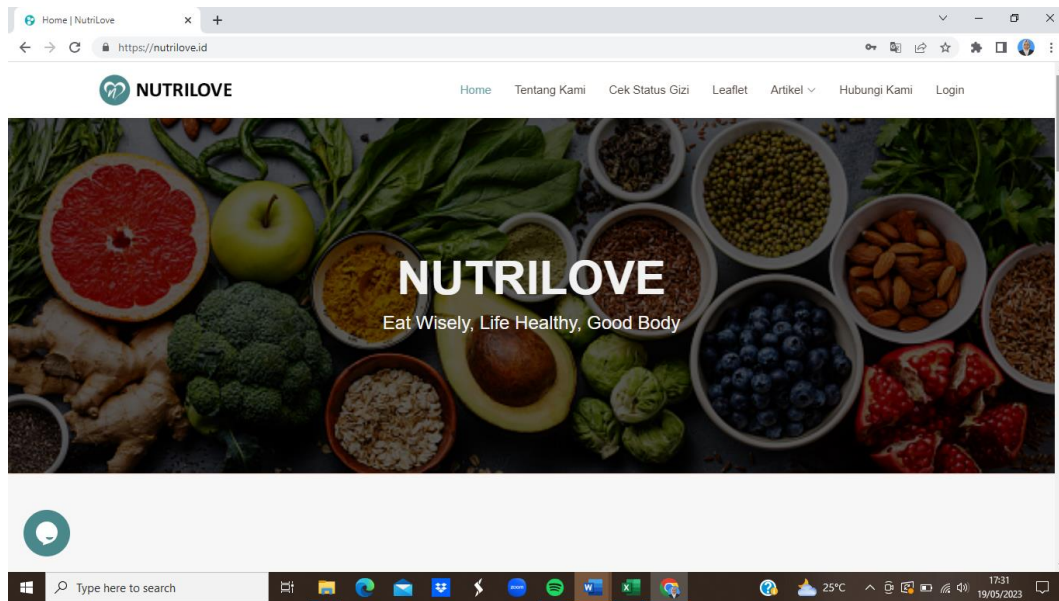 Home | NutriLove
https://nutrilove.id
NUTRILOVE
Home Tentang Kami Cek Status Gizi Leaflet Artikel Hubungi Kami Login
NUTRILOVE
Eat Wisely, Life Healthy, Good Body
Type here to search
zoom
25°C
17:31
19/05/2023